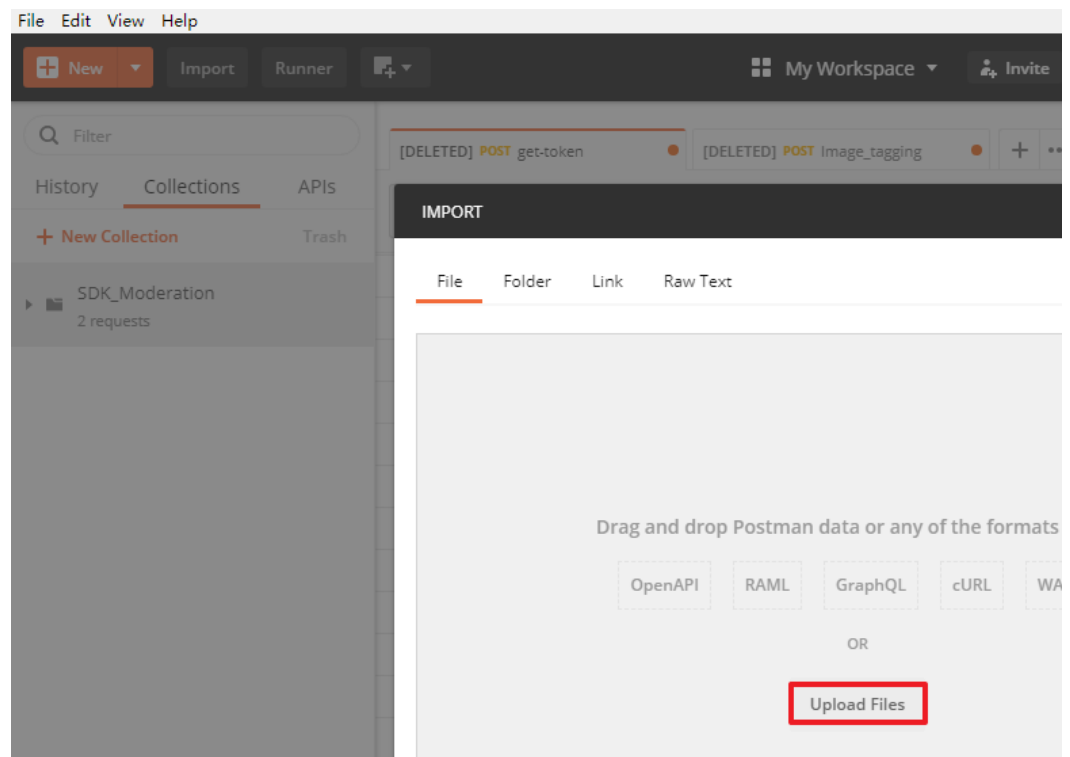 File Edit View Help
New Import Runner My Workspace Invite
Filter
[DELETED] POST get-token [DELETED] POST image_tagging
History Collections APIs
+ New Collection Trash
SDK_Moderation
2 requests
IMPORT
File Folder Link Raw Text
Drag and drop Postman data or any of the formats
OpenAPI RAML GraphQL cURL WA
OR
Upload Files